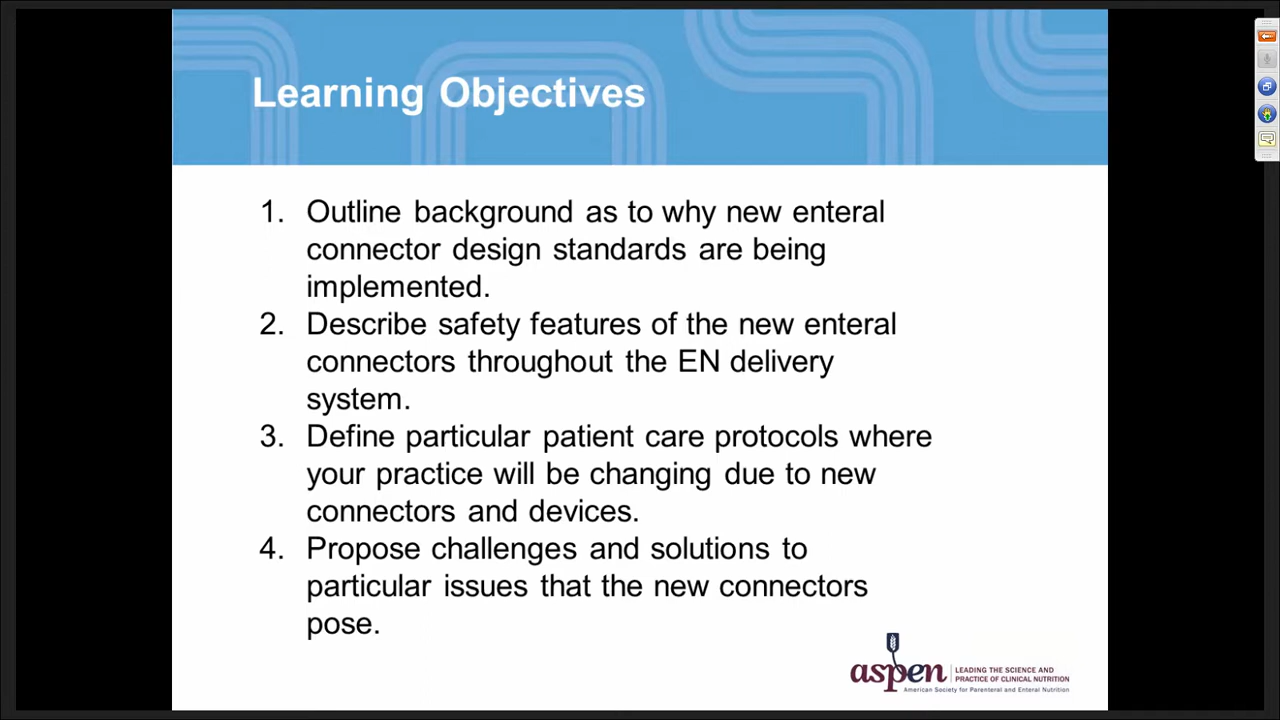 Learning Objectives
1. Outline background as to why new enteral
connector design standards are being
implemented.
2. Describe safety features of the new enteral
connectors throughout the EN delivery
system.
3. Define particular patient care protocols where
your practice will be changing due to new
connectors and devices.
4. Propose challenges and solutions to
particular issues that the new connectors
pose.
aspen
LEADING THE SCIENCE AND
PRACTICE OF CLINICAL NUTRITION
American Society for Parenteral and Enteral Nutrition